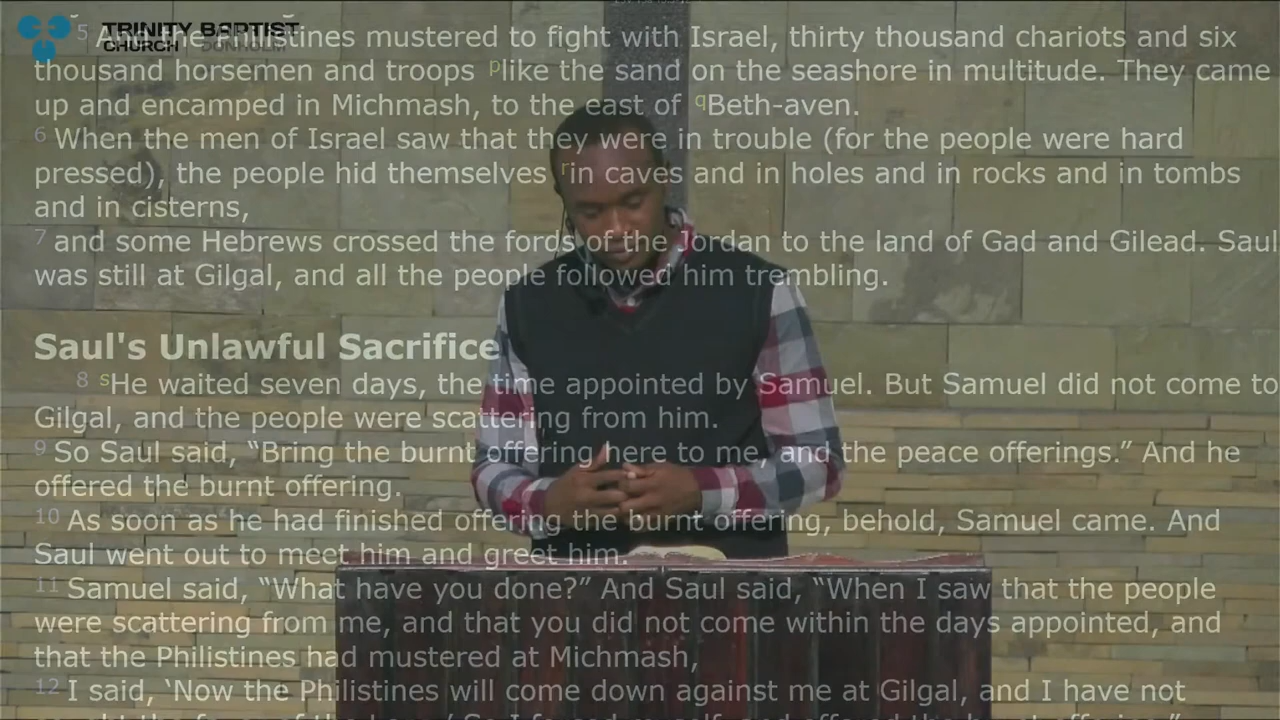 TRINITY BAPTIST
CHURCH DONHOLM
5 And the Philistines mustered to fight with Israel, thirty thousand chariots and six
thousand horsemen and troops plike the sand on the seashore in multitude. They came
up and encamped in Michmash, to the east of qBeth-aven.
6 When the men of Israel saw that they were in trouble (for the people were hard
pressed), the people hid themselves rin caves and in holes and in rocks and in tombs
and in cisterns,
7 and some Hebrews crossed the fords of the Jordan to the land of Gad and Gilead. Saul
was still at Gilgal, and all the people followed him trembling.
Saul's Unlawful Sacrifice
8 sHe waited seven days, the time appointed by Samuel. But Samuel did not come to
Gilgal, and the people were scattering from him.
9 So Saul said, “Bring the burnt offering here to me, and the peace offerings.” And he
offered the burnt offering.
10 As soon as he had finished offering the burnt offering, behold, Samuel came. And
Saul went out to meet him and greet him.
11 Samuel said, “What have you done?” And Saul said, “When I saw that the people
were scattering from me, and that you did not come within the days appointed, and
that the Philistines had mustered at Michmash,
12 I said, ‘Now the Philistines will come down against me at Gilgal, and I have not